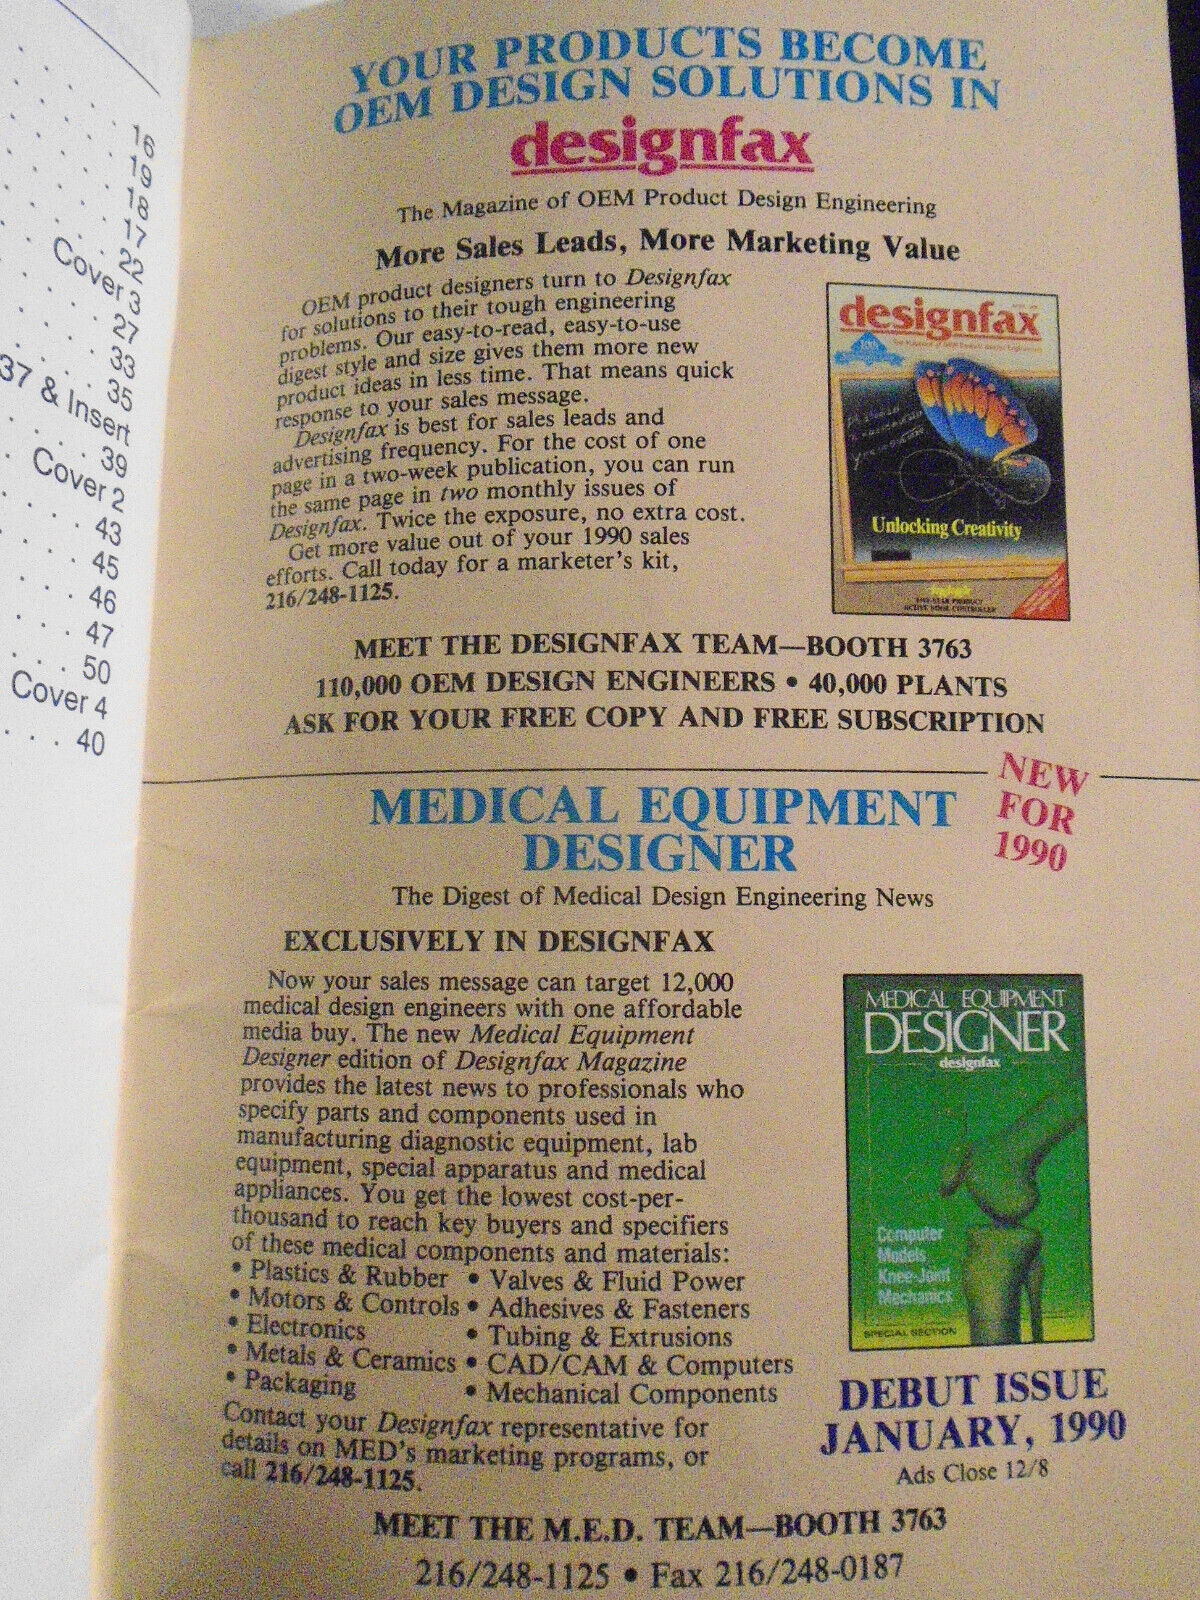 16
19
18
17
22
Cover 3
27
33
35
37 & Insert
39
Cover 2
43
45
46
47
50
Cover 4
40
YOUR PRODUCTS BECOME
OEM DESIGN SOLUTIONS IN
designfax
The Magazine of OEM Product Design Engineering
More Sales Leads, More Marketing Value
OEM product designers turn to Designfax
for solutions to their tough engineering
problems. Our easy-to-read, easy-to-use
digest style and size gives them more new
product ideas in less time. That means quick
response to your sales message.
Designfax is best for sales leads and
advertising frequency. For the cost of one
page in a two-week publication, you can run
the same page in two monthly issues of
Designfax. Twice the exposure, no extra cost.
Get more value out of your 1990 sales
efforts. Call today for a marketer's kit,
216/248-1125.
designfax
100
Unlocking Creativity
MEET THE DESIGNFAX TEAM—BOOTH 3763
110,000 OEM DESIGN ENGINEERS • 40,000 PLANTS
ASK FOR YOUR FREE COPY AND FREE SUBSCRIPTION
NEW
FOR
1990
MEDICAL EQUIPMENT
DESIGNER
The Digest of Medical Design Engineering News
EXCLUSIVELY IN DESIGNFAX
Now your sales message can target 12,000
medical design engineers with one affordable
media buy. The new Medical Equipment
Designer edition of Designfax Magazine
provides the latest news to professionals who
specify parts and components used in
manufacturing diagnostic equipment, lab
equipment, special apparatus and medical
appliances. You get the lowest cost-per-
thousand to reach key buyers and specifiers
of these medical components and materials:
• Plastics & Rubber • Valves & Fluid Power
• Motors & Controls • Adhesives & Fasteners
• Electronics • Tubing & Extrusions
• Metals & Ceramics • CAD/CAM & Computers
• Packaging • Mechanical Components
Contact your Designfax representative for
details on MED's marketing programs, or
call 216/248-1125.
MEDICAL EQUIPMENT
DESIGNER
designfax
Computer
Models
Knee-Joint
Mechanics
SPECIAL SECTION
DEBUT ISSUE
JANUARY, 1990
Ads Close 12/8
MEET THE M.E.D. TEAM—BOOTH 3763
216/248-1125 • Fax 216/248-0187